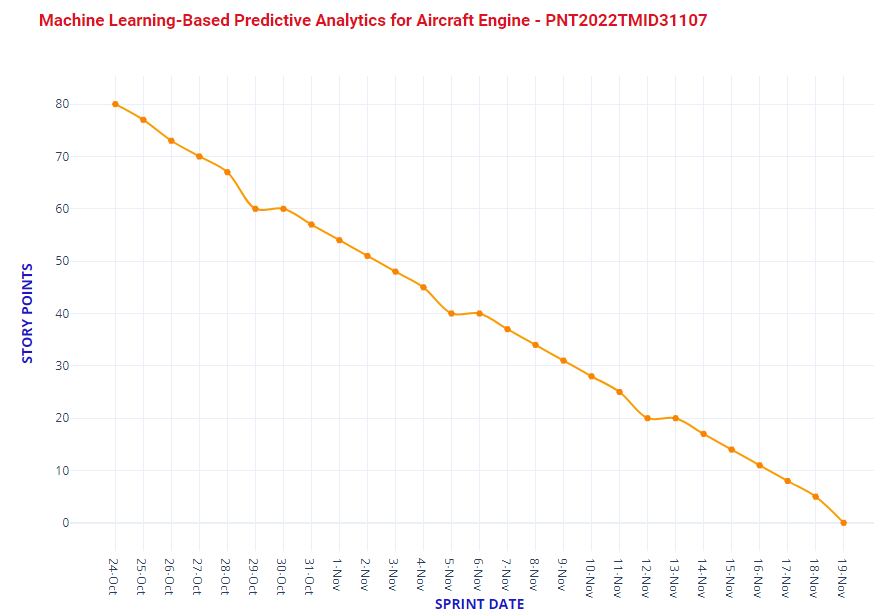 Machine Learning-Based Predictive Analytics for Aircraft Engine - PNT2022TMID31107
STORY POINTS
80
70
60
50
40
30
20
10
0
24-Oct
25-Oct
26-Oct
27-Oct
28-Oct
29-Oct
30-Oct
31-Oct
1-Nov
2-Nov
3-Nov
4-Nov
5-Nov
6-Nov
7-Nov
8-Nov
9-Nov
10-Nov
11-Nov
12-Nov
13-Nov
14-Nov
15-Nov
16-Nov
17-Nov
18-Nov
19-Nov
SPRINT DATE